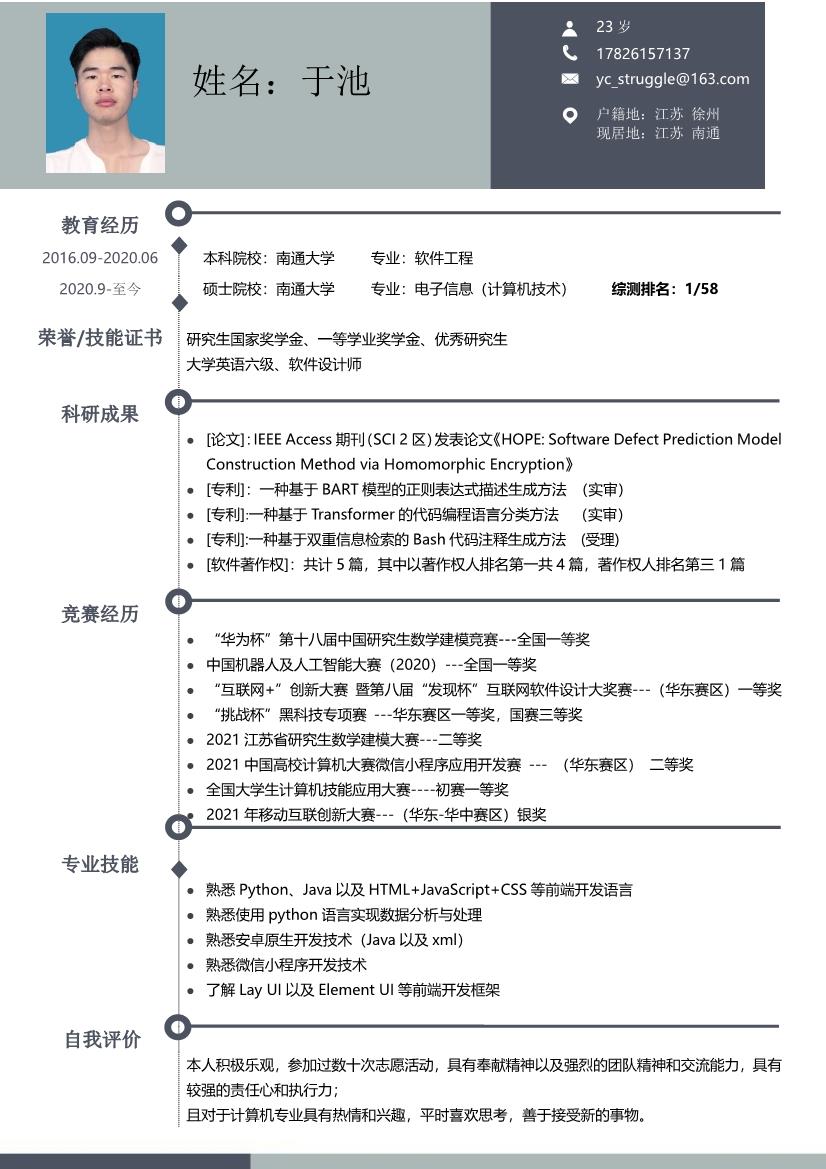 姓名：于池
23 岁
17826157137
yc_struggle@163.com
户籍地：江苏 徐州
现居地：江苏 南通
教育经历
2016.09-2020.06 本科院校：南通大学 专业：软件工程
2020.9-至今 硕士院校：南通大学 专业：电子信息（计算机技术） 综测排名：1/58
荣誉/技能证书
研究生国家奖学金、一等学业奖学金、优秀研究生
大学英语六级、软件设计师
科研成果
[论文]：IEEE Access 期刊（SCI 2 区）发表论文《HOPE: Software Defect Prediction Model
Construction Method via Homomorphic Encryption》
[专利]：一种基于 BART 模型的正则表达式描述生成方法 （实审）
[专利]:一种基于 Transformer 的代码编程语言分类方法 （实审）
[专利]:一种基于双重信息检索的 Bash 代码注释生成方法 （受理）
[软件著作权]：共计 5 篇，其中以著作权人排名第一共 4 篇，著作权人排名第三 1 篇
竞赛经历
“华为杯”第十八届中国研究生数学建模竞赛---全国一等奖
中国机器人及人工智能大赛（2020）---全国一等奖
“互联网+”创新大赛 暨第八届“发现杯”互联网软件设计大奖赛---（华东赛区）一等奖
“挑战杯”黑科技专项赛 ---华东赛区一等奖，国赛三等奖
2021 江苏省研究生数学建模大赛---二等奖
2021 中国高校计算机大赛微信小程序应用开发赛 --- （华东赛区） 二等奖
全国大学生计算机技能应用大赛----初赛一等奖
2021 年移动互联创新大赛---（华东-华中赛区）银奖
专业技能
熟悉 Python、Java 以及 HTML+JavaScript+CSS 等前端开发语言
熟悉使用 python 语言实现数据分析与处理
熟悉安卓原生开发技术（Java 以及 xml）
熟悉微信小程序开发技术
了解 Lay UI 以及 Element UI 等前端开发框架
自我评价
本人积极乐观，参加过数十次志愿活动，具有奉献精神以及强烈的团队精神和交流能力，具有
较强的责任心和执行力；
且对于计算机专业具有热情和兴趣，平时喜欢思考，善于接受新的事物。